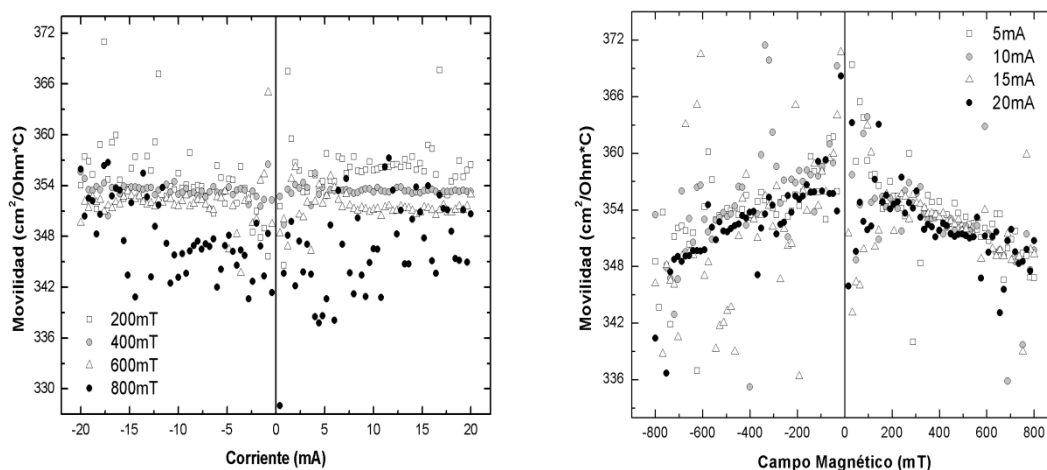 372
366
360
354
348
342
336
330
Movilidad (cm²/Ohm*C)
200mT
400mT
600mT
800mT
-20 -15 -10 -5 0 5 10 15 20
Corriente (mA)
372
366
360
354
348
342
336
Movilidad (cm²/Ohm*C)
5mA
10mA
15mA
20mA
-800 -600 -400 -200 0 200 400 600 800
Campo Magnético (mT)